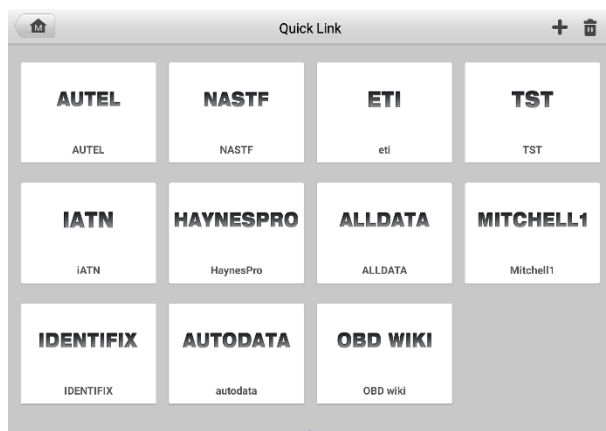 M
Quick Link
AUTEL
NASTF
ETI
TST
AUTEL
NASTF
eti
TST
IATN
HAYNESPRO
ALLDATA
MITCHELL1
iATN
HaynesPro
ALLDATA
Mitchell1
IDENTIFIX
AUTODATA
OBD WIKI
IDENTIFIX
autodata
OBD wiki